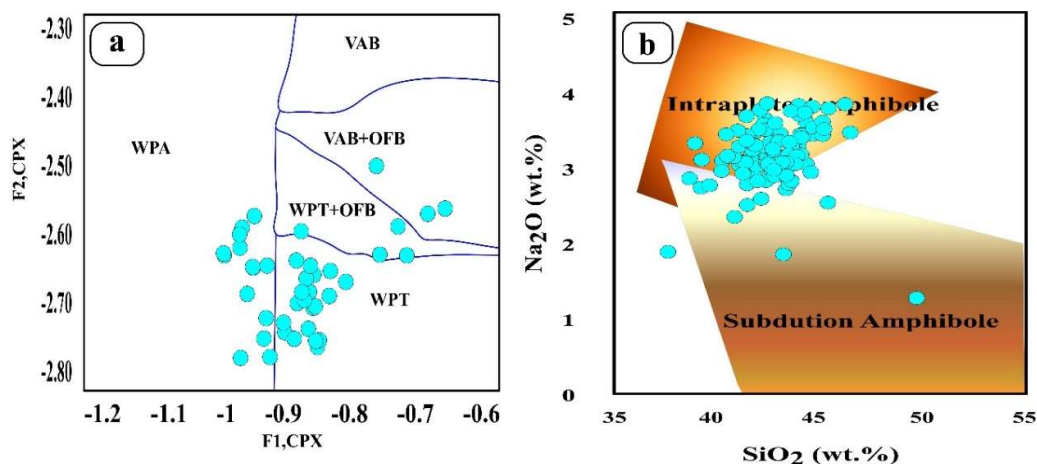 a
-2.30
-2.40
-2.50
-2.60
-2.70
-2.80
F2,CPX
VAB
WPA
VAB+OFB
WPT+OFB
WPT
-1.2 -1.1 -1 -0.9 -0.8 -0.7 -0.6
F1,CPX
b
5
4
3
2
1
0
Na2O (wt.%)
Intraplate Amphibole
Subdution Amphibole
35 40 45 50 55
SiO2 (wt.%)